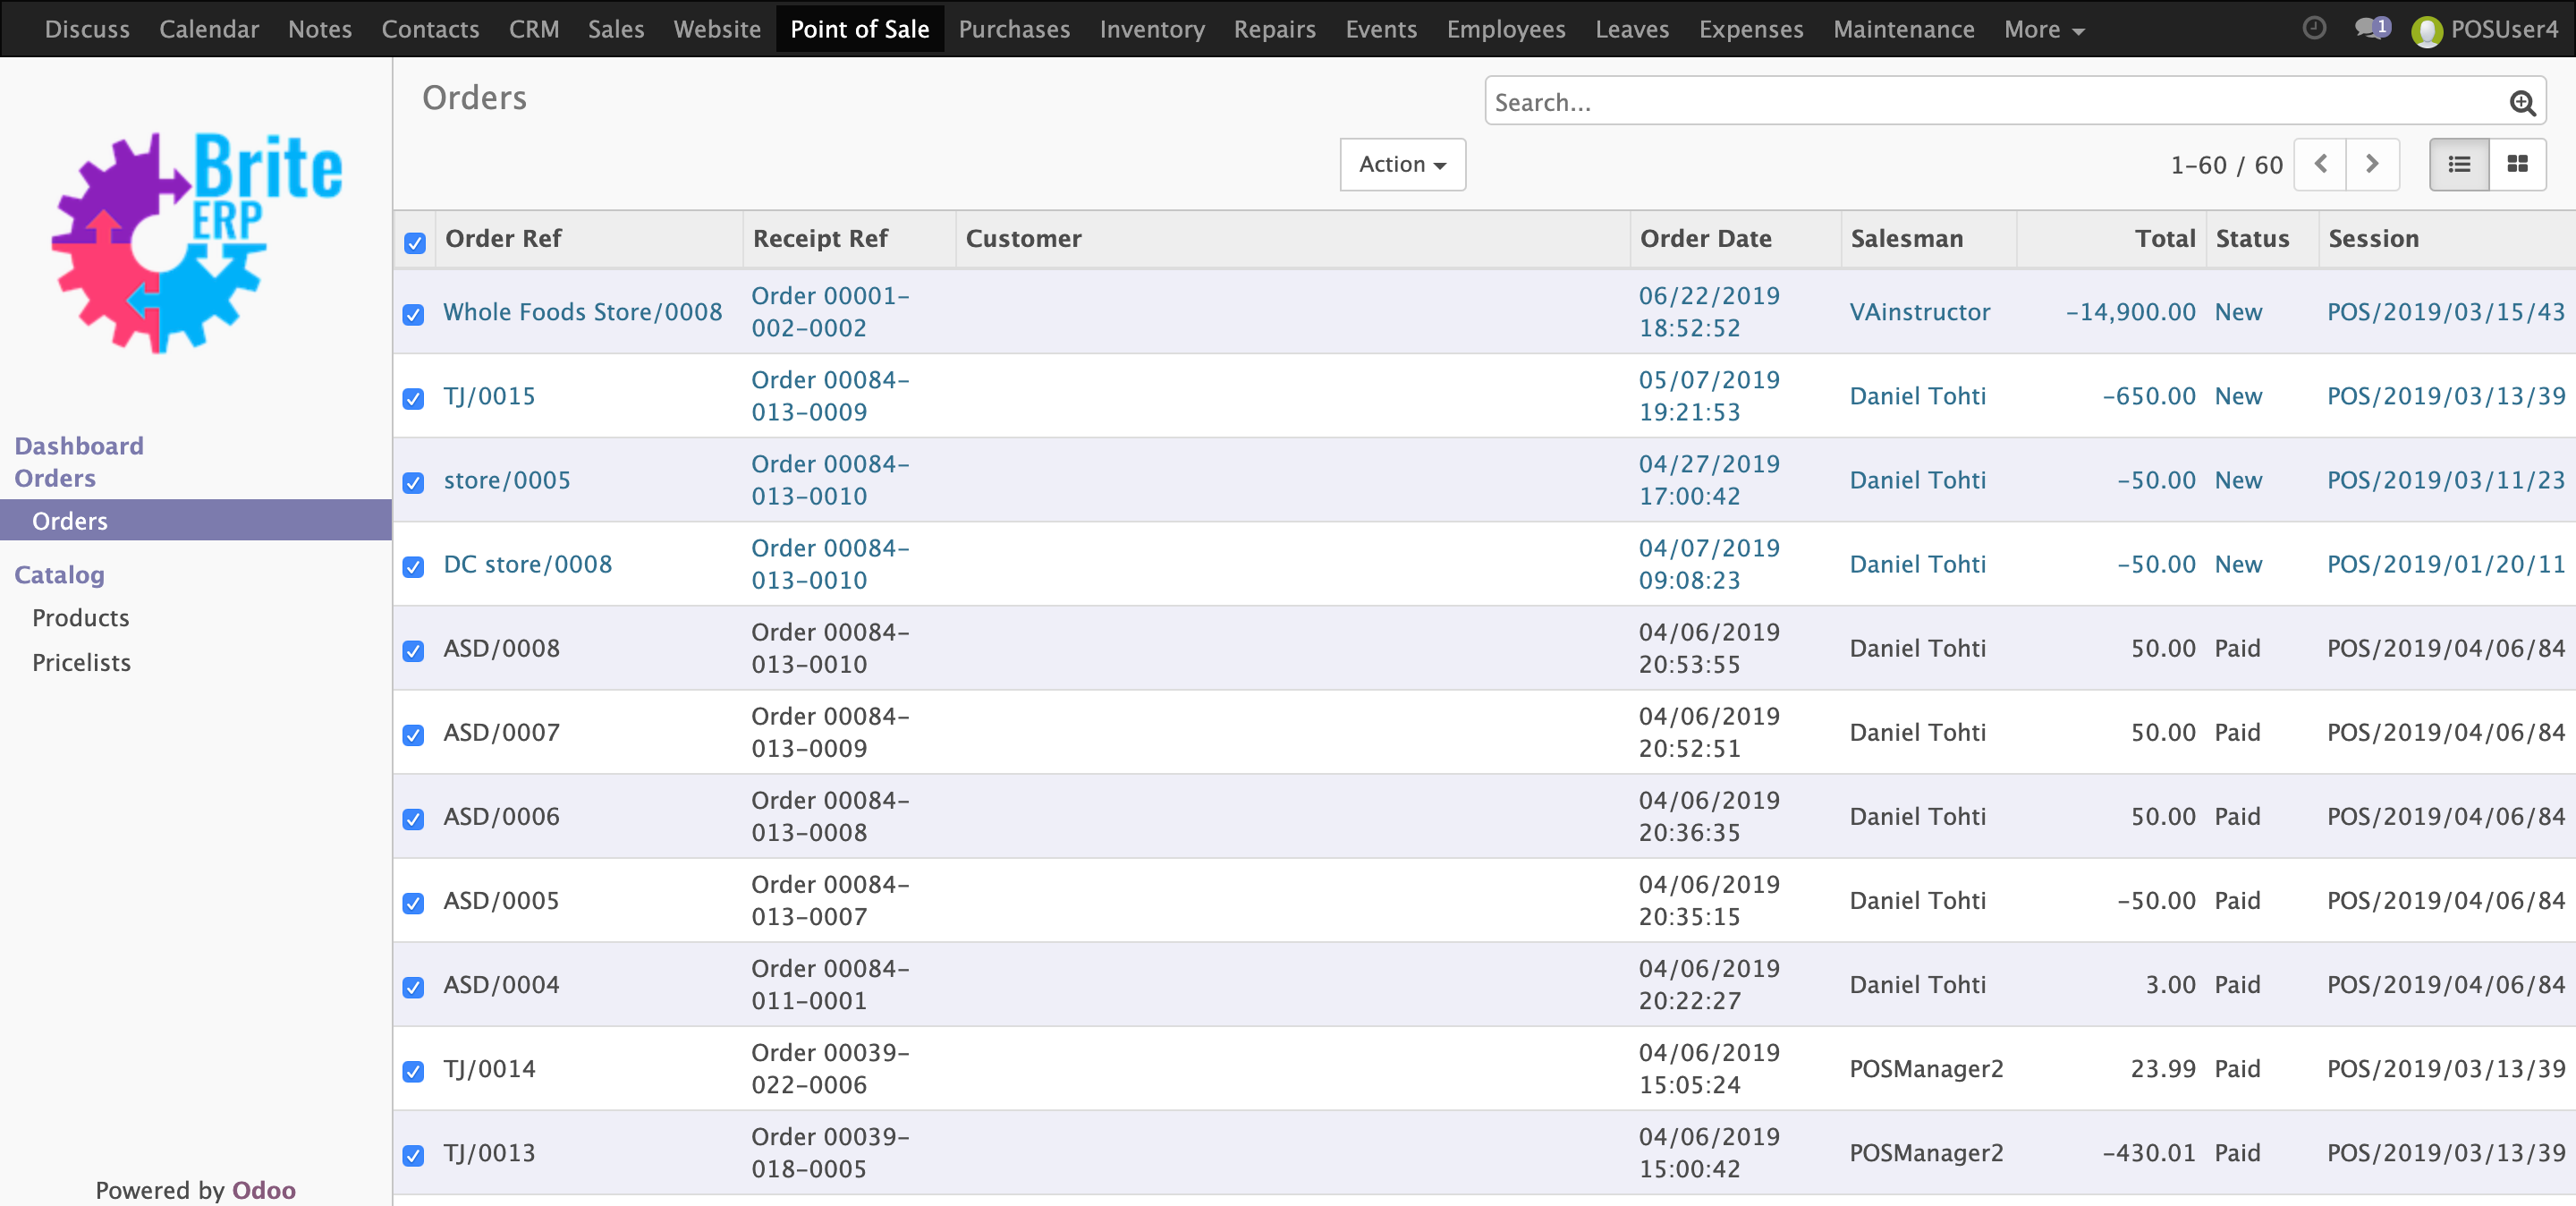 Discuss Calendar Notes Contacts CRM Sales Website Point of Sale Purchases Inventory Repairs Events Employees Leaves Expenses Maintenance More 1 POSUser4
Brite
ERP
Dashboard
Orders
Orders
Catalog
Products
Pricelists
Powered by Odoo
Orders
Search...
Action
1-60 / 60
Order Ref Receipt Ref Customer Order Date Salesman Total Status Session
Whole Foods Store/0008 Order 00001-002-0002 06/22/2019 18:52:52 VAinstructor -14,900.00 New POS/2019/03/15/43
TJ/0015 Order 00084-013-0009 05/07/2019 19:21:53 Daniel Tohti -650.00 New POS/2019/03/13/39
store/0005 Order 00084-013-0010 04/27/2019 17:00:42 Daniel Tohti -50.00 New POS/2019/03/11/23
DC store/0008 Order 00084-013-0010 04/07/2019 09:08:23 Daniel Tohti -50.00 New POS/2019/01/20/11
ASD/0008 Order 00084-013-0010 04/06/2019 20:53:55 Daniel Tohti 50.00 Paid POS/2019/04/06/84
ASD/0007 Order 00084-013-0009 04/06/2019 20:52:51 Daniel Tohti 50.00 Paid POS/2019/04/06/84
ASD/0006 Order 00084-013-0008 04/06/2019 20:36:35 Daniel Tohti 50.00 Paid POS/2019/04/06/84
ASD/0005 Order 00084-013-0007 04/06/2019 20:35:15 Daniel Tohti -50.00 Paid POS/2019/04/06/84
ASD/0004 Order 00084-011-0001 04/06/2019 20:22:27 Daniel Tohti 3.00 Paid POS/2019/04/06/84
TJ/0014 Order 00039-022-0006 04/06/2019 15:05:24 POSManager2 23.99 Paid POS/2019/03/13/39
TJ/0013 Order 00039-018-0005 04/06/2019 15:00:42 POSManager2 -430.01 Paid POS/2019/03/13/39